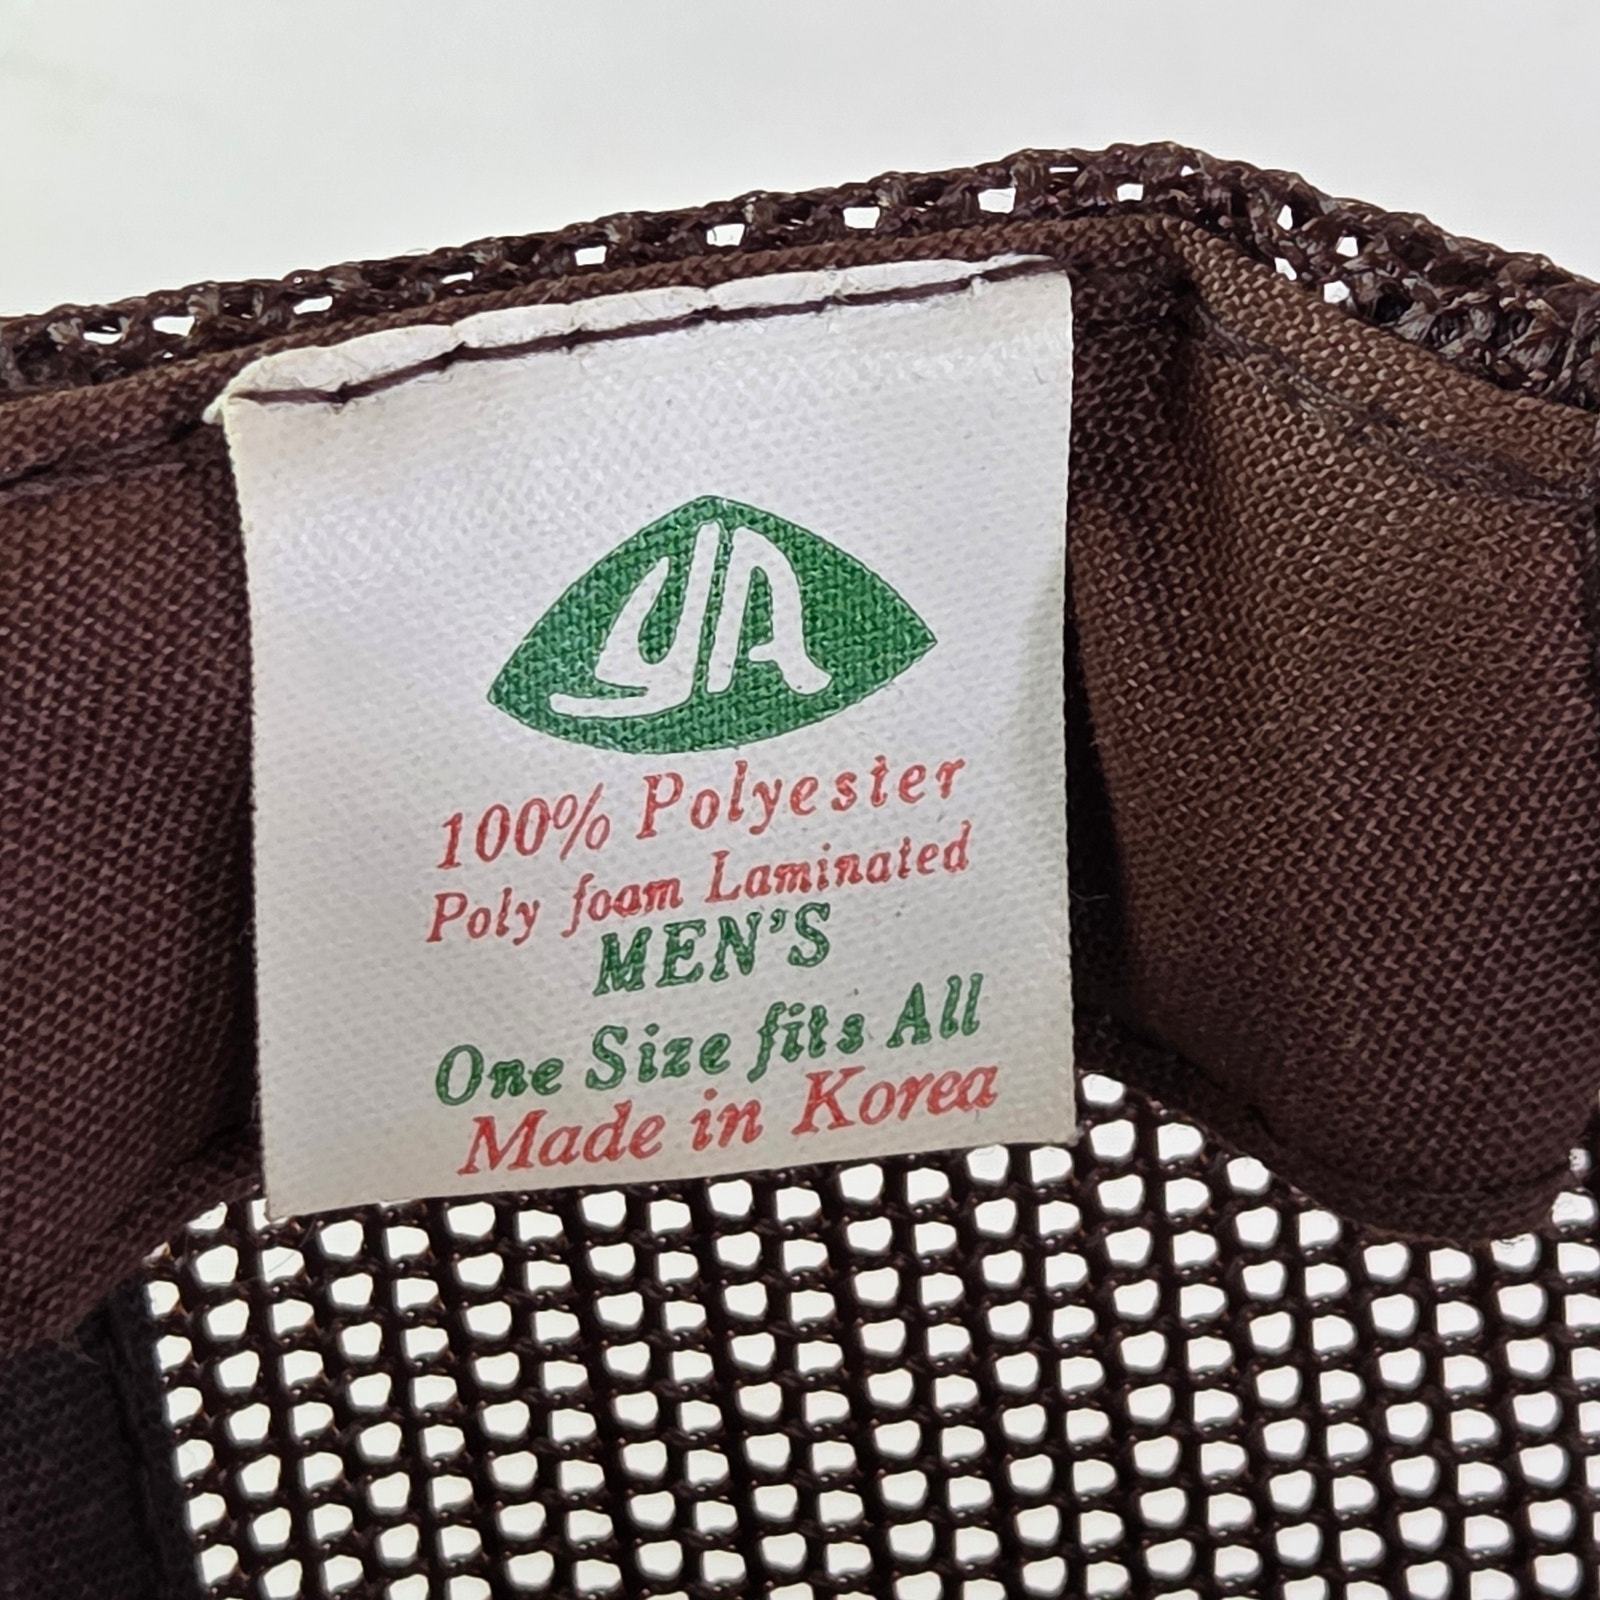 YA
100% Polyester
Poly foam Laminated
MEN'S
One Size fits All
Made in Korea